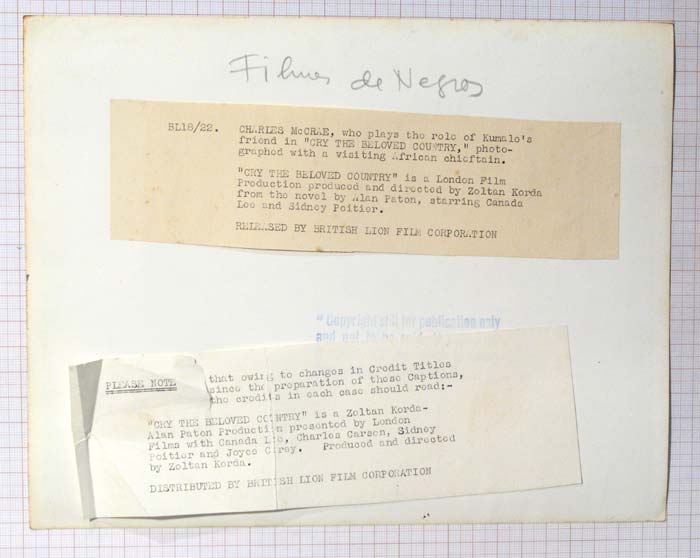 Filmes de Negros
BL18/22. CHARLES McCRAE, who plays the role of Kumalo's
friend in "CRY THE BELOVED COUNTRY," photo-
graphed with a visiting African chieftain.
"CRY THE BELOVED COUNTRY" is a London Film
Production produced and directed by Zoltan Korda
from the novel by Alan Paton, starring Canada
Lee and Sidney Poitier.
RELEASED BY BRITISH LION FILM CORPORATION
"Copyright still for publication only
and not to be
PLEASE NOTE that owing to changes in Credit Titles
since the preparation of these Captions,
the credits in each case should read:-
"CRY THE BELOVED COUNTRY" is a Zoltan Korda-
Alan Paton Production presented by London
Films with Canada Lee, Charles Carson, Sidney
Poitier and Joyce Carey. Produced and directed
by Zoltan Korda.
DISTRIBUTED BY BRITISH LION FILM CORPORATION